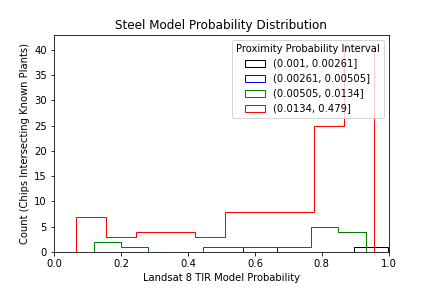 Steel Model Probability Distribution
Count (Chips Intersecting Known Plants)
40
35
30
25
20
15
10
5
0
Proximity Probability Interval
(0.001, 0.00261]
(0.00261, 0.00505]
(0.00505, 0.0134]
(0.0134, 0.479]
0.0 0.2 0.4 0.6 0.8 1.0
Landsat 8 TIR Model Probability